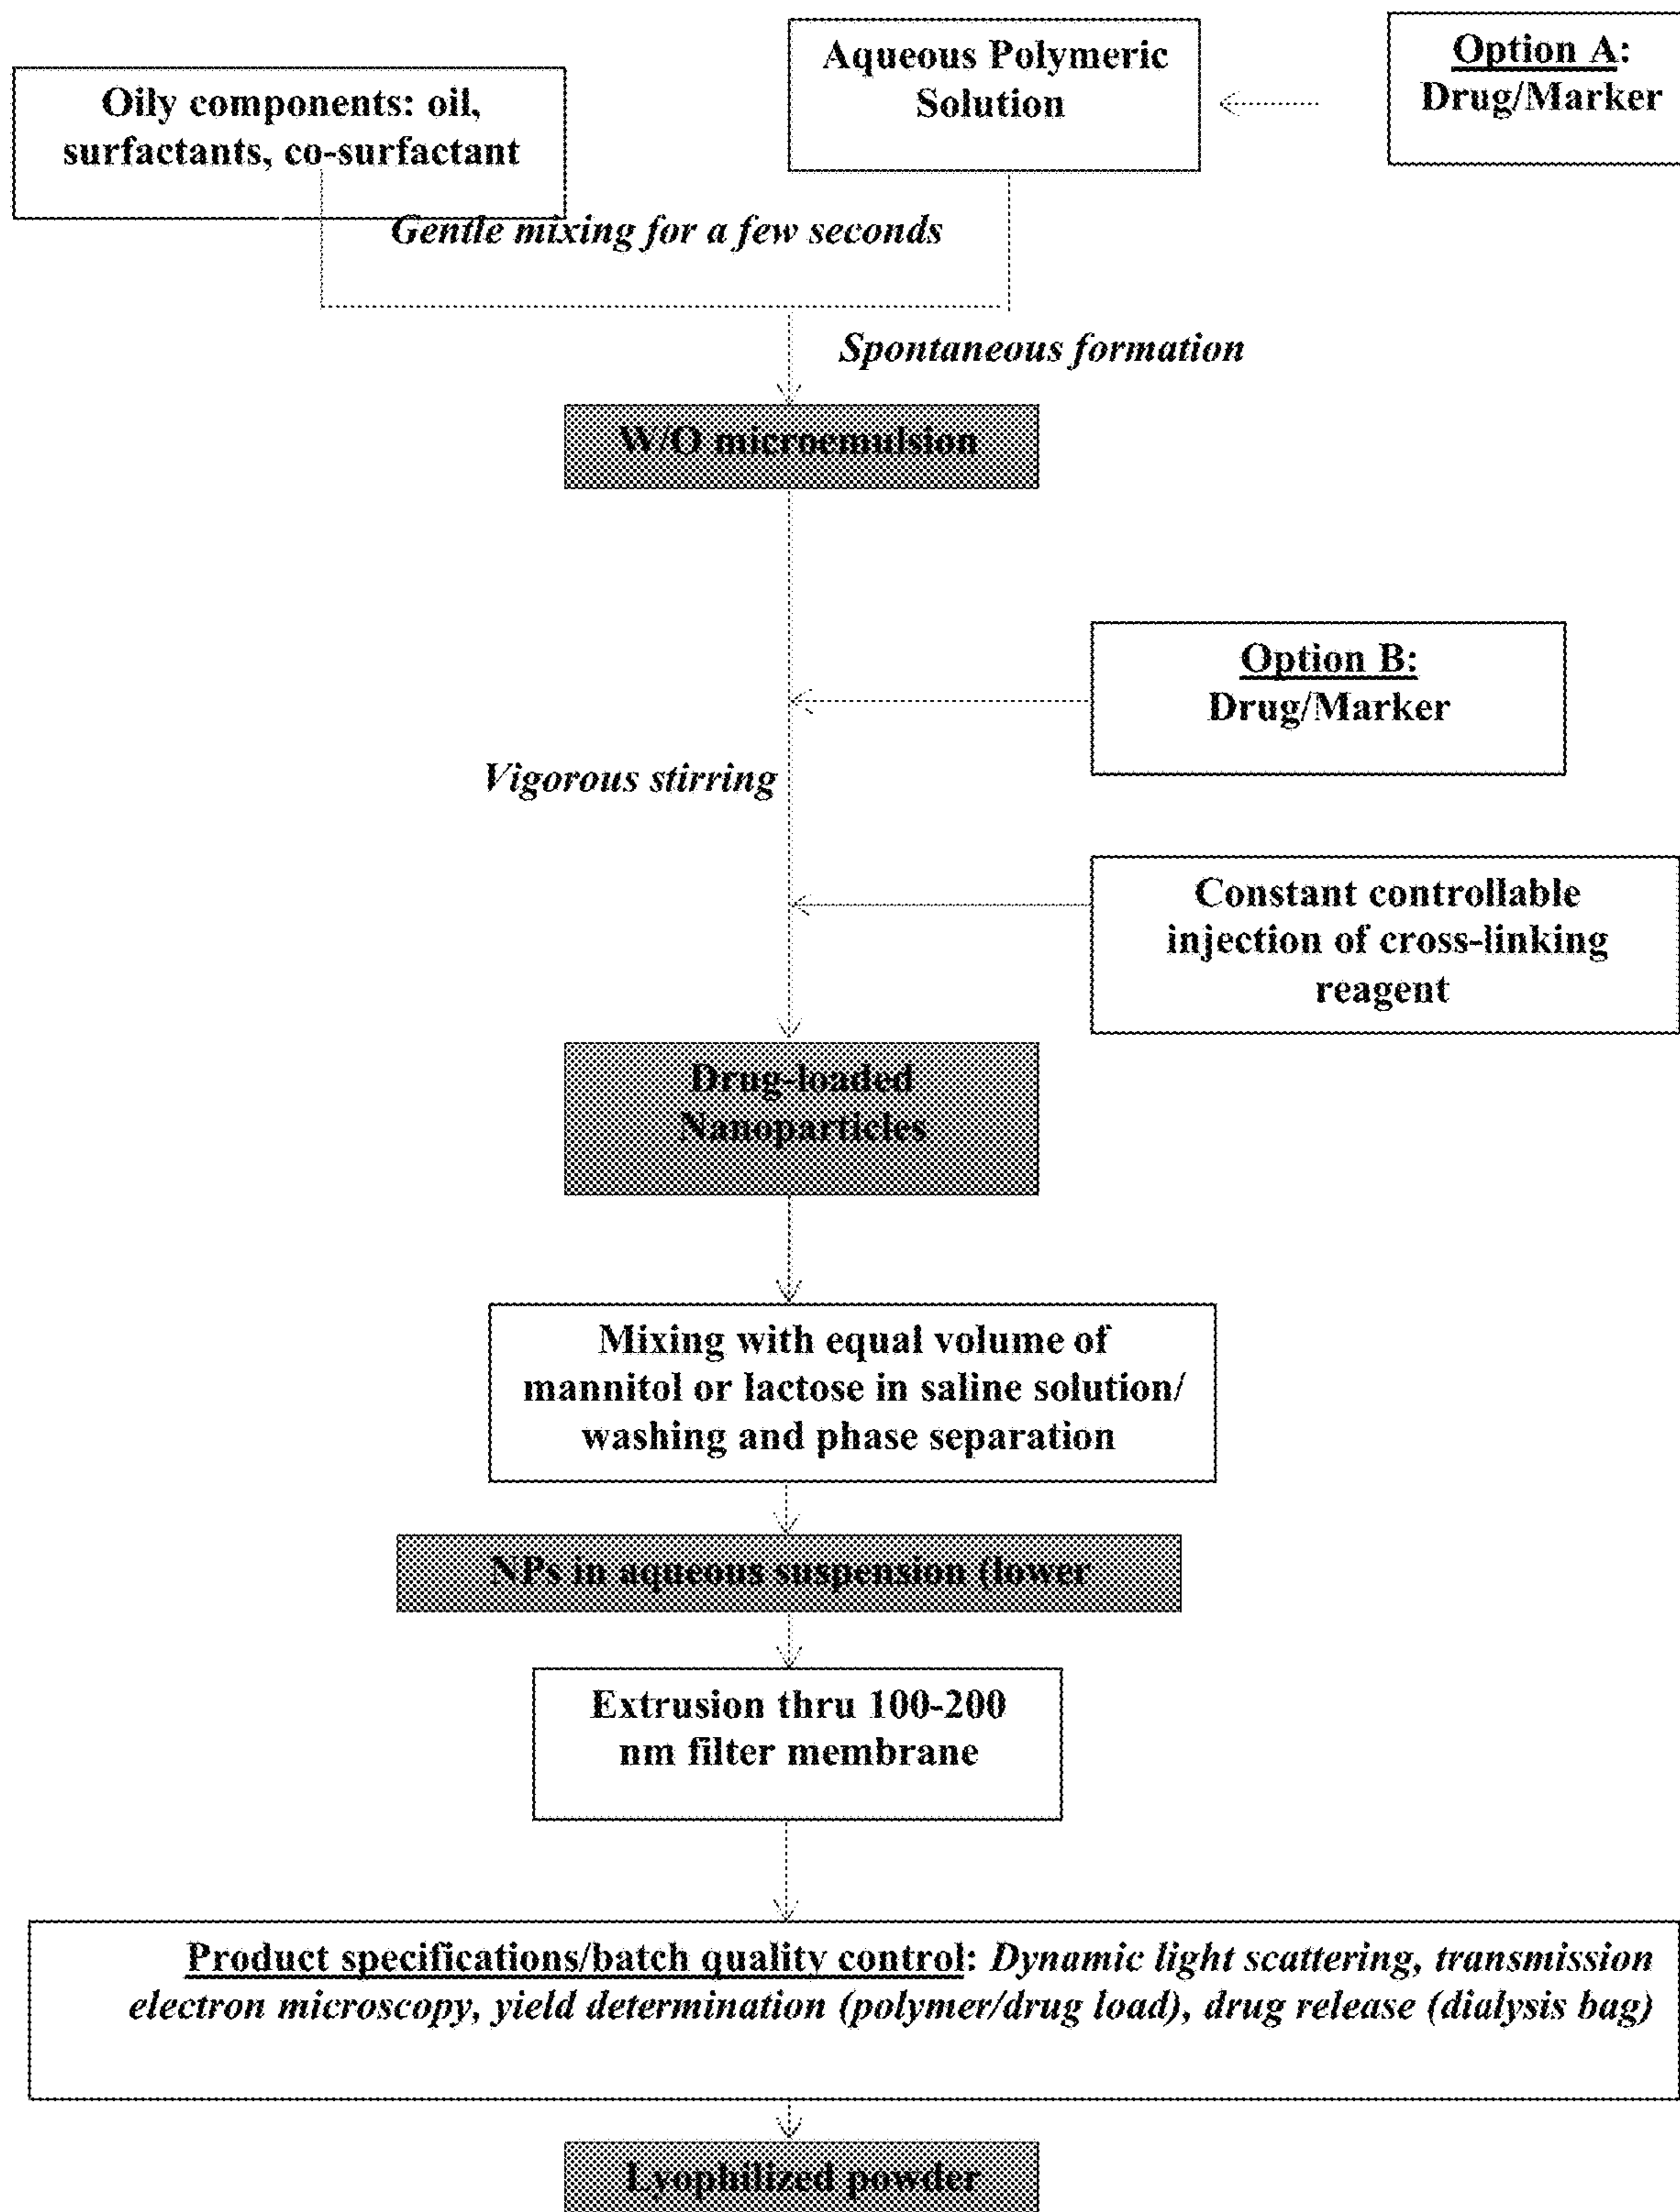 Oily components: oil,
surfactants, co-surfactant
Aqueous Polymeric
Solution
Option A:
Drug/Marker
Gentle mixing for a few seconds
Spontaneous formation
W/O microemulsion
Option B:
Drug/Marker
Vigorous stirring
Constant controllable
injection of cross-linking
reagent
Drug-loaded
Nanoparticles
Mixing with equal volume of
mannitol or lactose in saline solution/
washing and phase separation
NPs in aqueous suspension (lower
Extrusion thru 100-200
nm filter membrane
Product specifications/batch quality control: Dynamic light scattering, transmission
electron microscopy, yield determination (polymer/drug load), drug release (dialysis bag)
Lyophilized powder